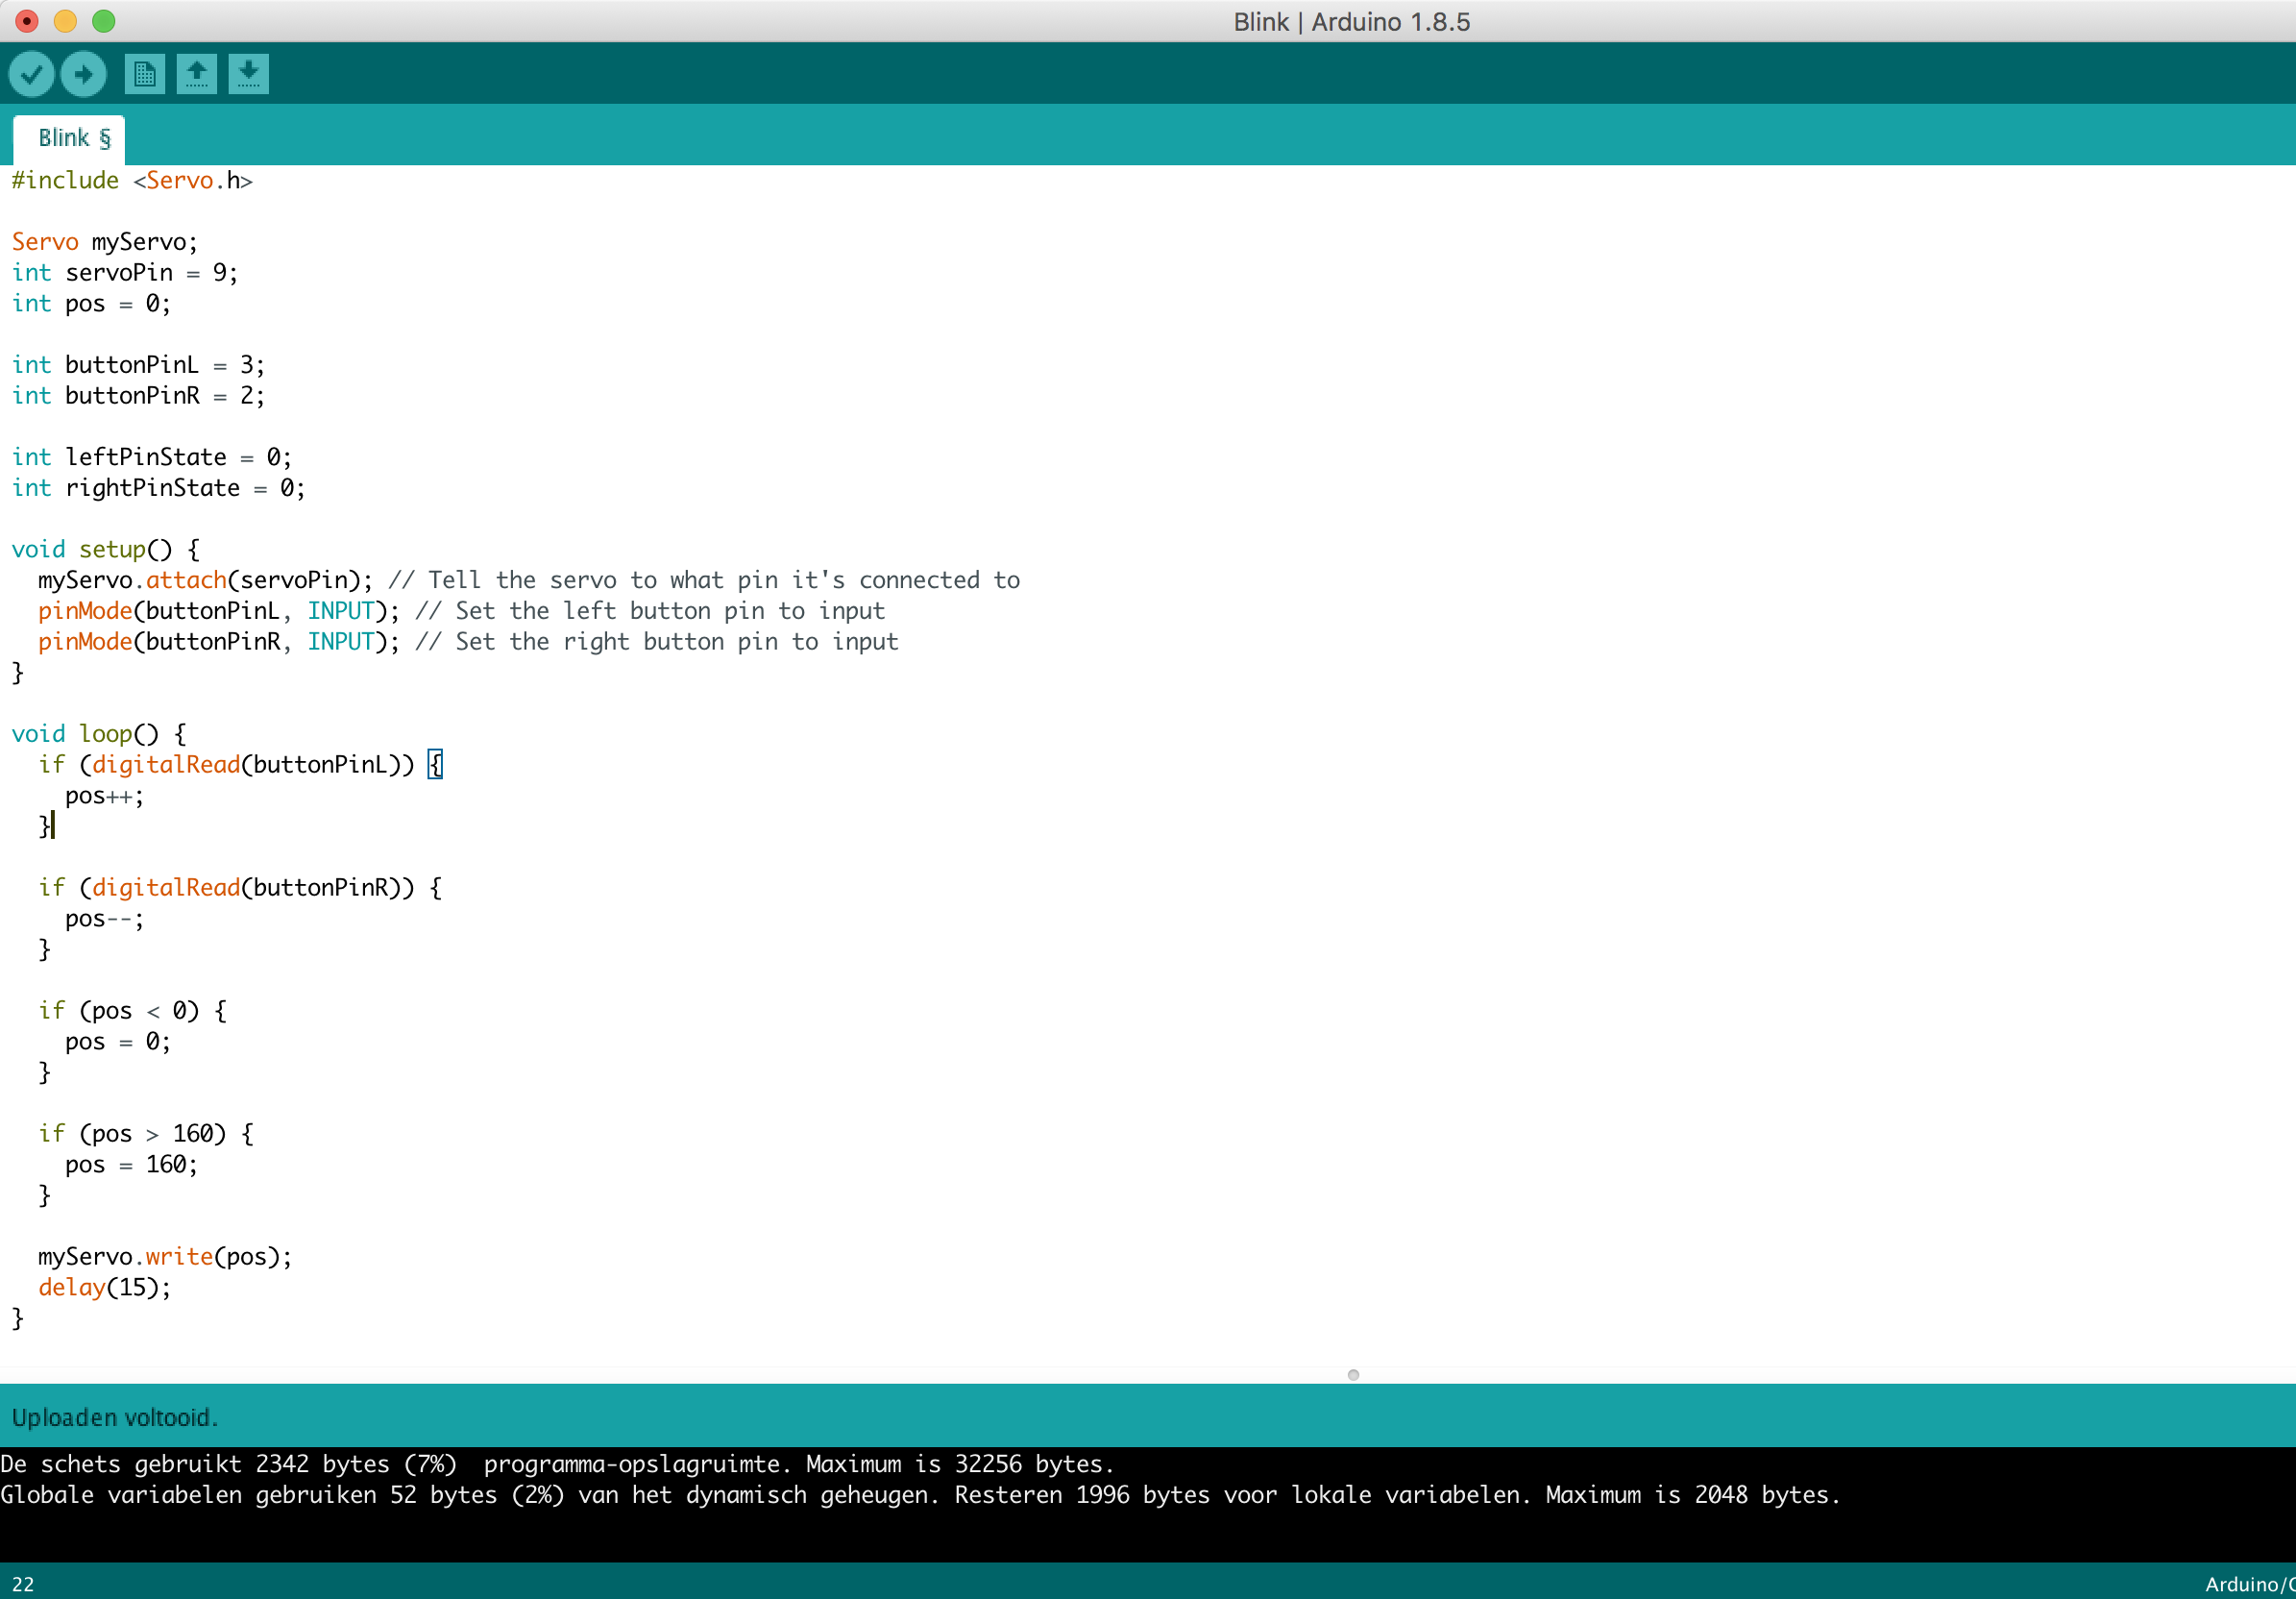 Blink | Arduino 1.8.5
Blink §
#include <Servo.h>
Servo myServo;
int servoPin = 9;
int pos = 0;
int buttonPinL = 3;
int buttonPinR = 2;
int leftPinState = 0;
int rightPinState = 0;
void setup() {
  myServo.attach(servoPin); // Tell the servo to what pin it's connected to
  pinMode(buttonPinL, INPUT); // Set the left button pin to input
  pinMode(buttonPinR, INPUT); // Set the right button pin to input
}
void loop() {
  if (digitalRead(buttonPinL)) {
    pos++;
  }
  if (digitalRead(buttonPinR)) {
    pos--;
  }
  if (pos < 0) {
    pos = 0;
  }
  if (pos > 160) {
    pos = 160;
  }
  myServo.write(pos);
  delay(15);
}
Uploaden voltooid.
De schets gebruikt 2342 bytes (7%)  programma-opslagruimte. Maximum is 32256 bytes.
Globale variabelen gebruiken 52 bytes (2%) van het dynamisch geheugen. Resteren 1996 bytes voor lokale variabelen. Maximum is 2048 bytes.
22
Arduino/